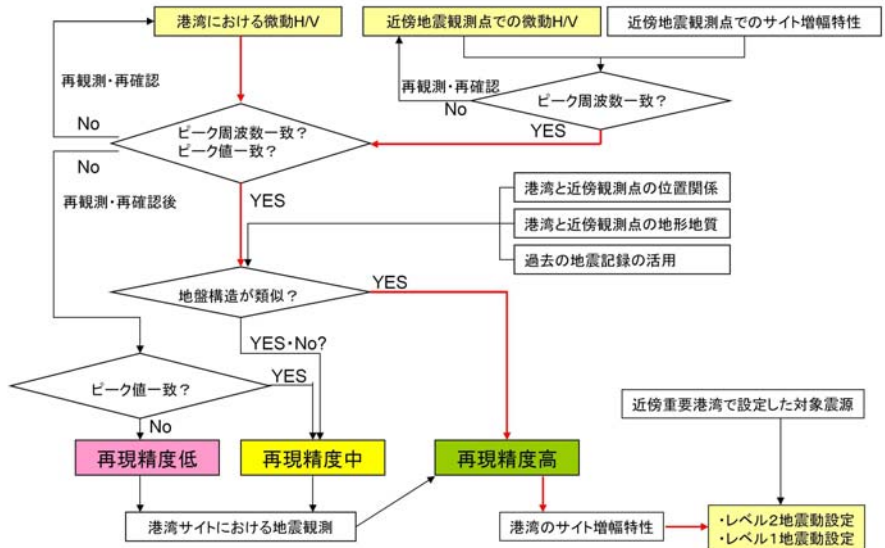 港湾における微動H/V
近傍地震観測点での微動H/V
近傍地震観測点でのサイト増幅特性
再観測・再確認
再観測・再確認
No
ピーク周波数一致？
No
YES
ピーク周波数一致？
ピーク値一致？
No
再観測・再確認後
YES
港湾と近傍観測点の位置関係
港湾と近傍観測点の地形地質
過去の地震記録の活用
地盤構造が類似？
YES
YES・No?
ピーク値一致？
YES
No
近傍重要港湾で設定した対象震源
再現精度低
再現精度中
再現精度高
港湾サイトにおける地震観測
港湾のサイト増幅特性
・レベル2地震動設定
・レベル1地震動設定